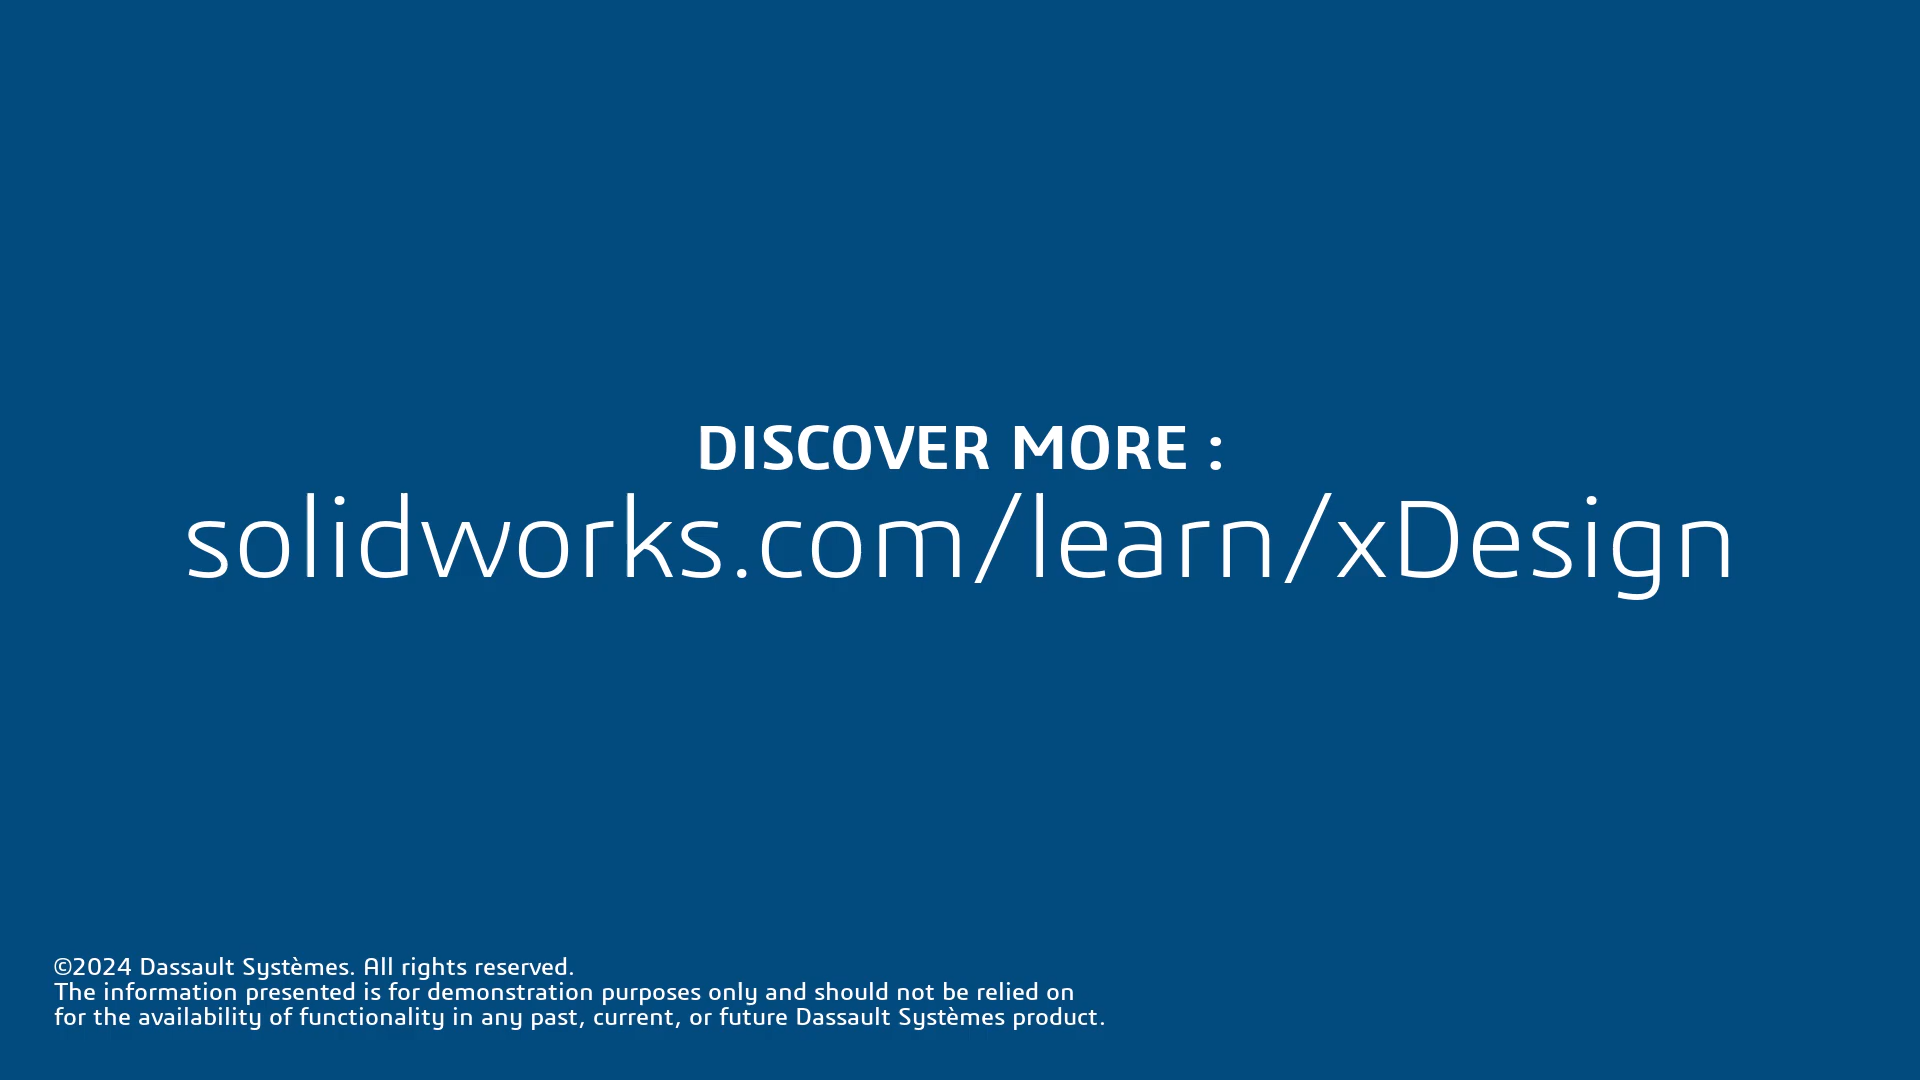 DISCOVER MORE :
solidworks.com/learn/xDesign
©2024 Dassault Systèmes. All rights reserved.
The information presented is for demonstration purposes only and should not be relied on
for the availability of functionality in any past, current, or future Dassault Systèmes product.